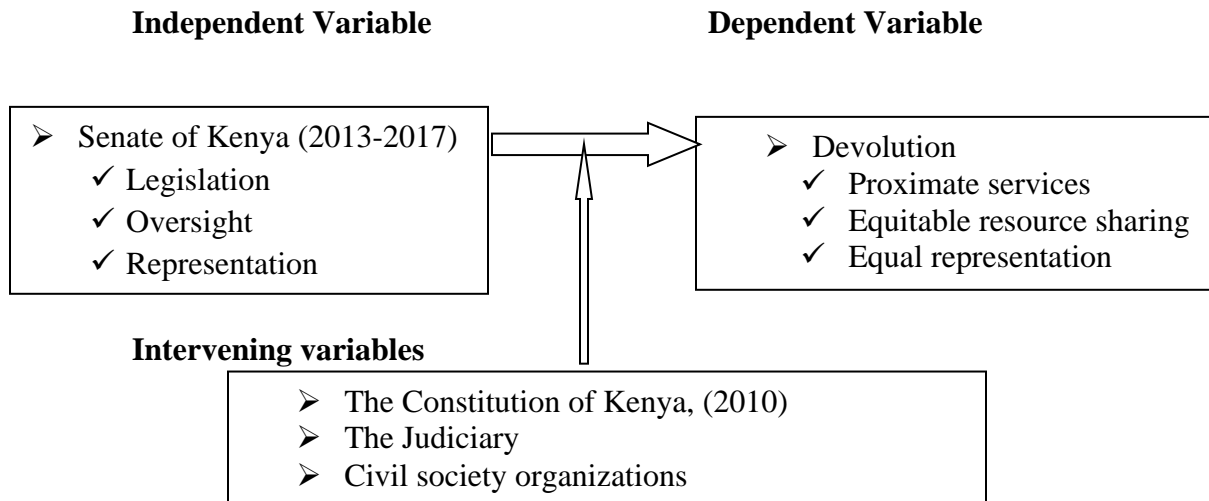 Independent Variable
Dependent Variable
➢ Senate of Kenya (2013-2017)
✓ Legislation
✓ Oversight
✓ Representation
➢ Devolution
✓ Proximate services
✓ Equitable resource sharing
✓ Equal representation
Intervening variables
➢ The Constitution of Kenya, (2010)
➢ The Judiciary
➢ Civil society organizations